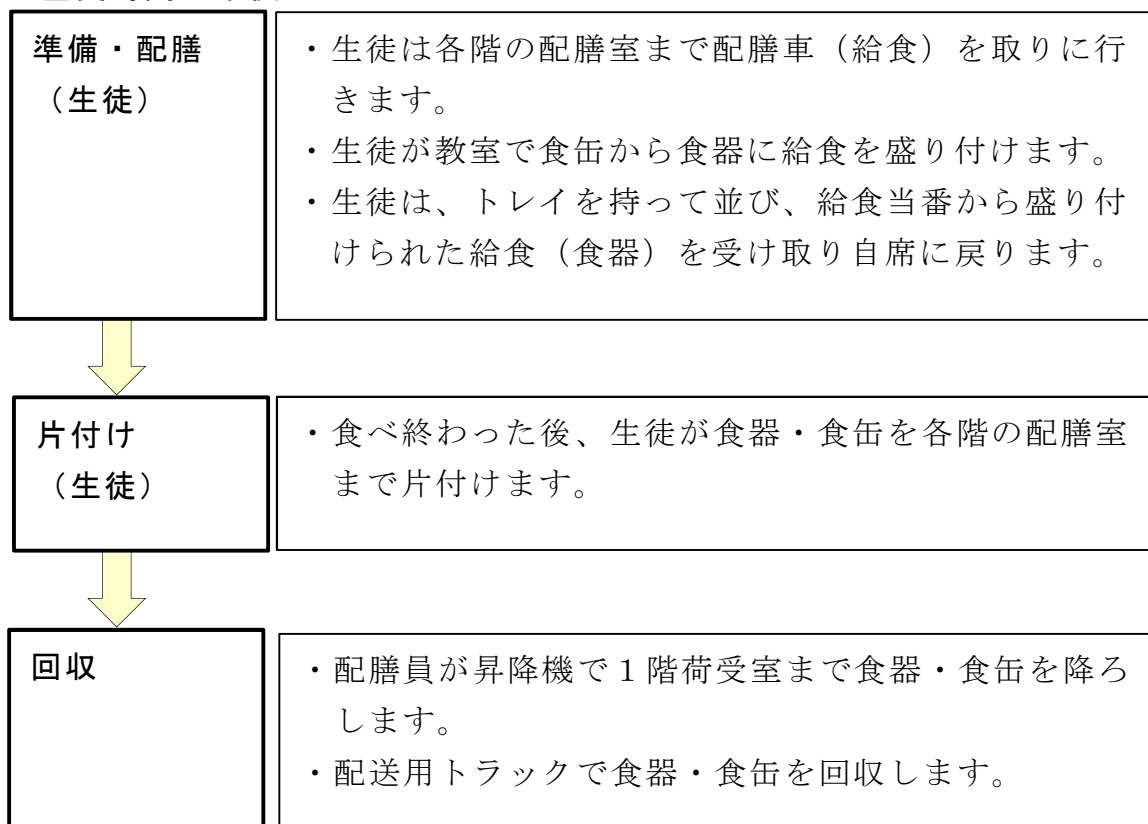 準備・配膳
（生徒）
・生徒は各階の配膳室まで配膳車（給食）を取りに行
きます。
・生徒が教室で食缶から食器に給食を盛り付けます。
・生徒は、トレイを持って並び、給食当番から盛り付
けられた給食（食器）を受け取り自席に戻ります。
片付け
（生徒）
・食べ終わった後、生徒が食器・食缶を各階の配膳室
まで片付けます。
回収
・配膳員が昇降機で１階荷受室まで食器・食缶を降ろ
します。
・配送用トラックで食器・食缶を回収します。